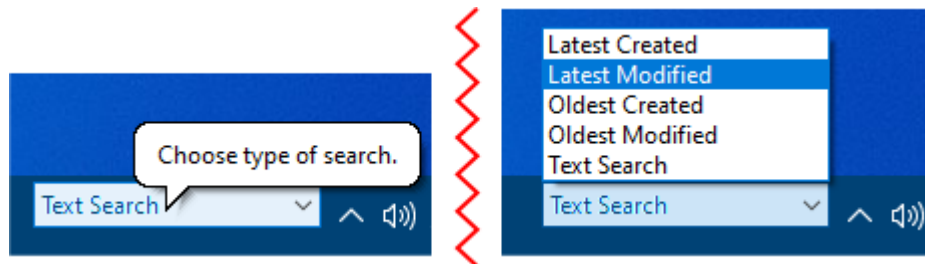 Choose type of search.
Text Search
Latest Created
Latest Modified
Oldest Created
Oldest Modified
Text Search
Text Search